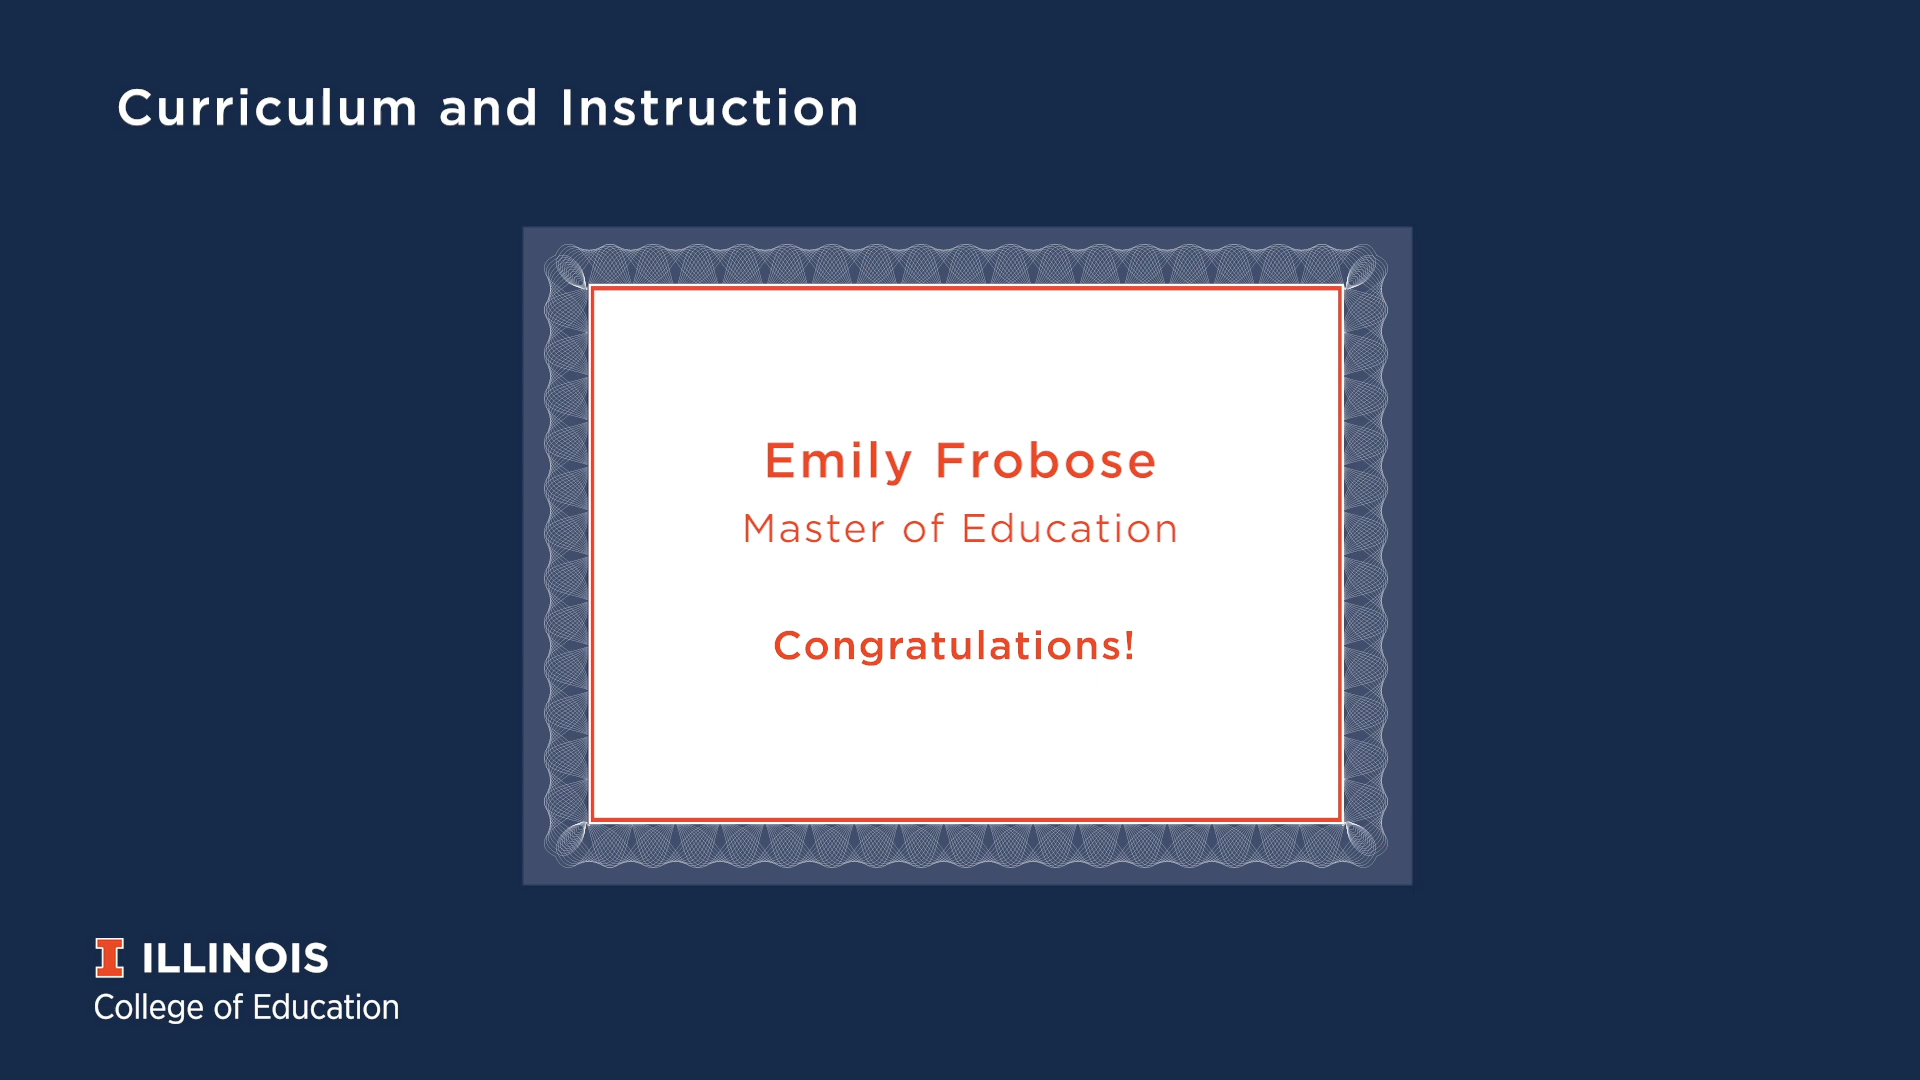 Curriculum and Instruction
Emily Frobose
Master of Education
Congratulations!
I ILLINOIS
College of Education